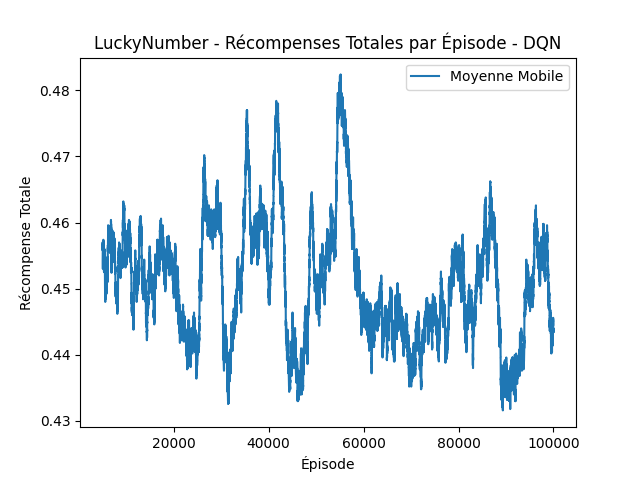 LuckyNumber - Récompenses Totales par Épisode - DQN
Moyenne Mobile
Récompense Totale
0.48
0.47
0.46
0.45
0.44
0.43
20000
40000
60000
80000
100000
Épisode